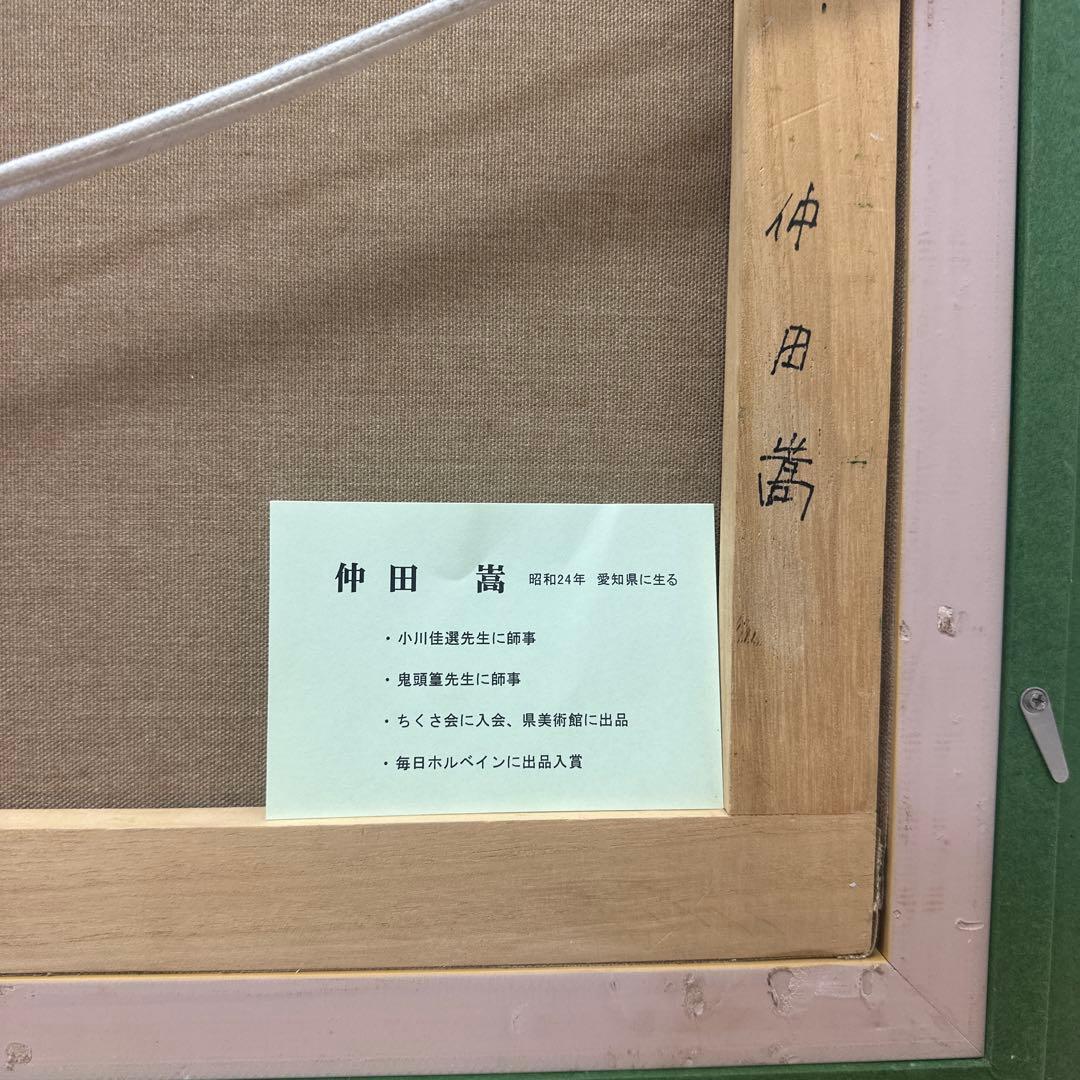 仲田　嵩 昭和24年 愛知県に生る
・小川佳選先生に師事
・鬼頭篁先生に師事
・ちくさ会に入会、県美術館に出品
・毎日ホルベインに出品入賞
仲田嵩